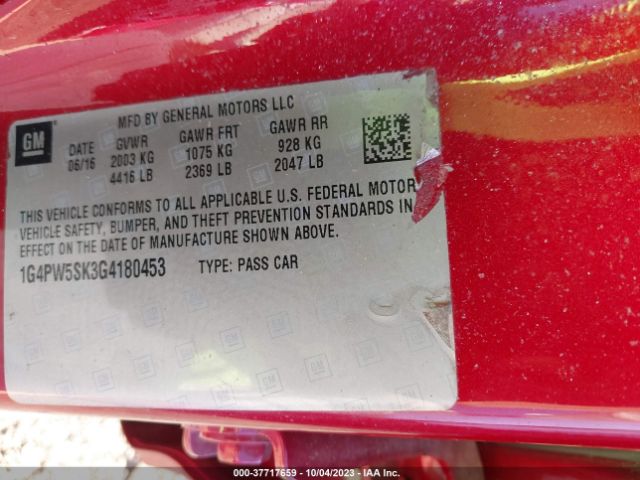 GM
MFD BY GENERAL MOTORS LLC
DATE GVWR GAWR FRT GAWR RR
06/16 2003 KG 1075 KG 928 KG
4416 LB 2369 LB 2047 LB
THIS VEHICLE CONFORMS TO ALL APPLICABLE U.S. FEDERAL MOTOR
VEHICLE SAFETY, BUMPER, AND THEFT PREVENTION STANDARDS IN
EFFECT ON THE DATE OF MANUFACTURE SHOWN ABOVE.
1G4PW5SK3G4180453 TYPE: PASS CAR
000-37717659 - 10/04/2023 - IAA Inc.